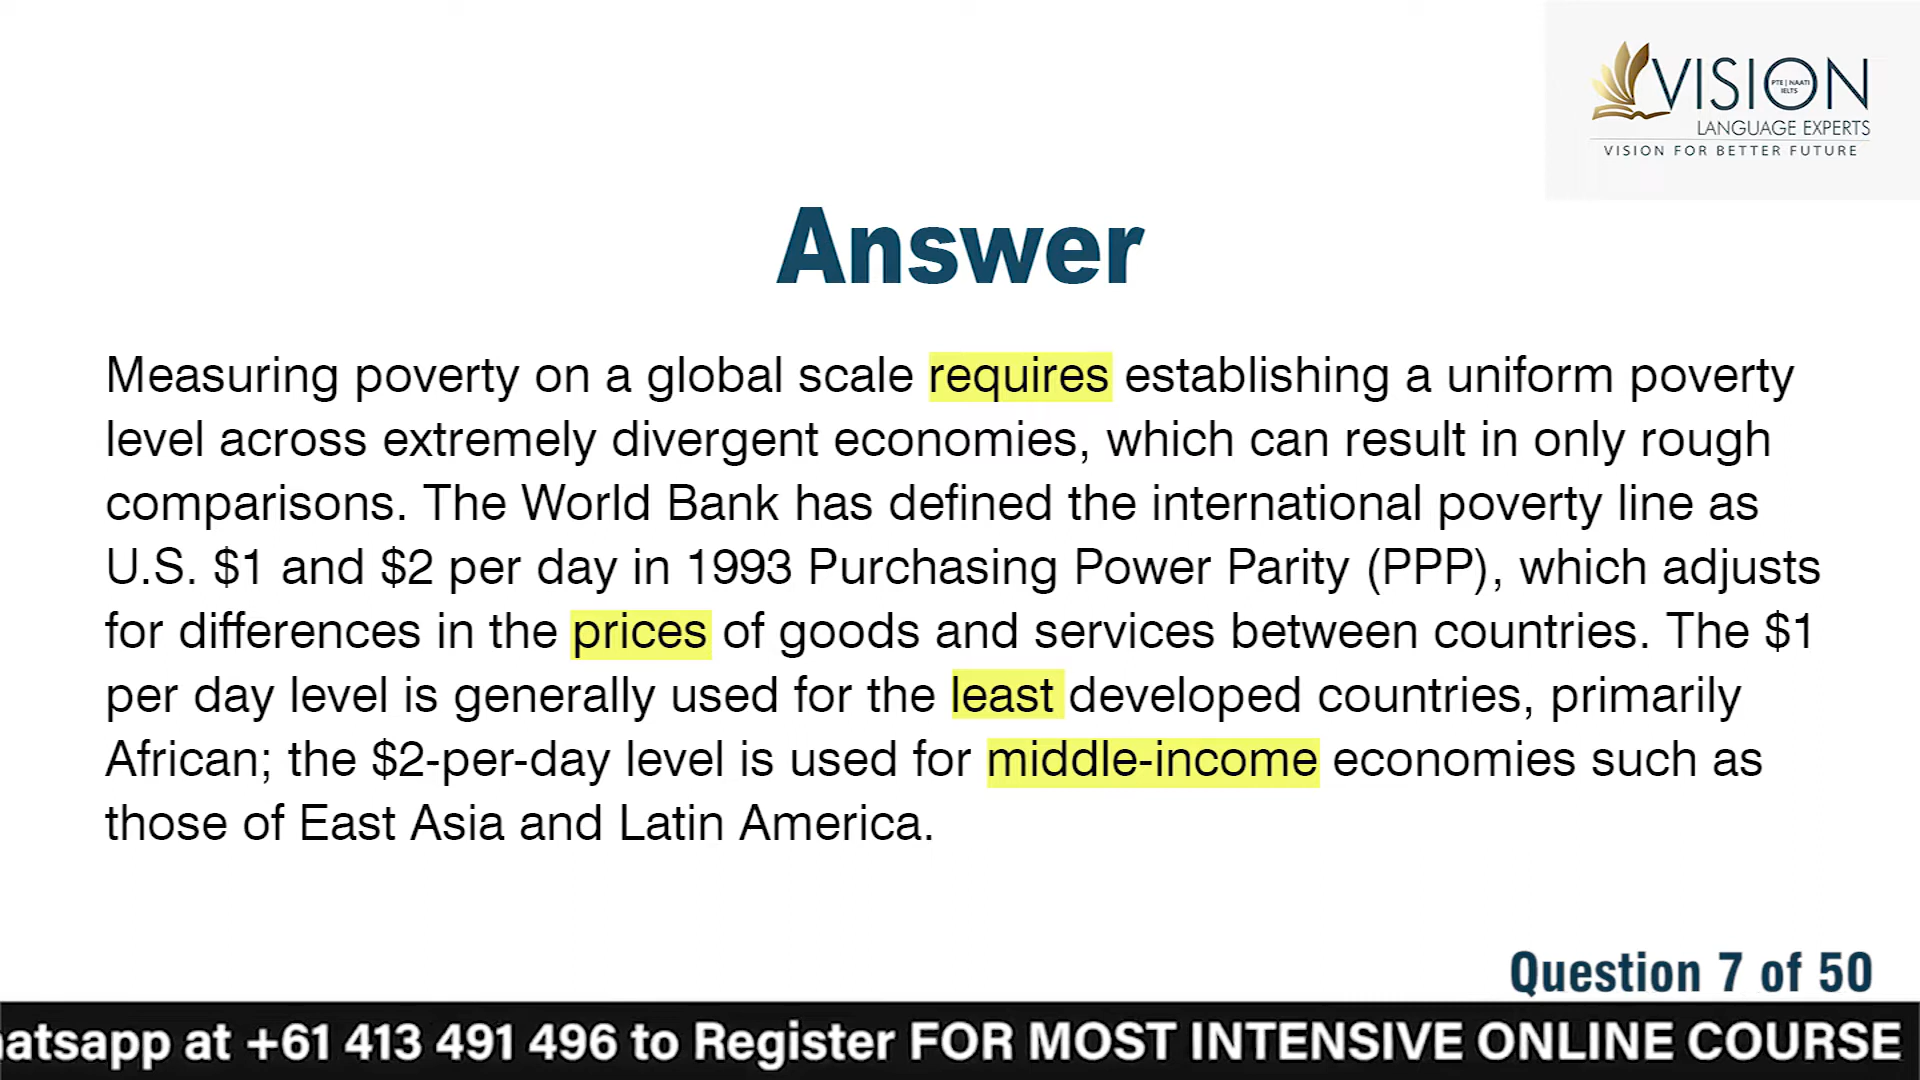 VISION
PTE | NAATI
IELTS
LANGUAGE EXPERTS
VISION FOR BETTER FUTURE
Answer
Measuring poverty on a global scale requires establishing a uniform poverty
level across extremely divergent economies, which can result in only rough
comparisons. The World Bank has defined the international poverty line as
U.S. $1 and $2 per day in 1993 Purchasing Power Parity (PPP), which adjusts
for differences in the prices of goods and services between countries. The $1
per day level is generally used for the least developed countries, primarily
African; the $2-per-day level is used for middle-income economies such as
those of East Asia and Latin America.
Question 7 of 50
hatsapp at +61 413 491 496 to Register FOR MOST INTENSIVE ONLINE COURSE